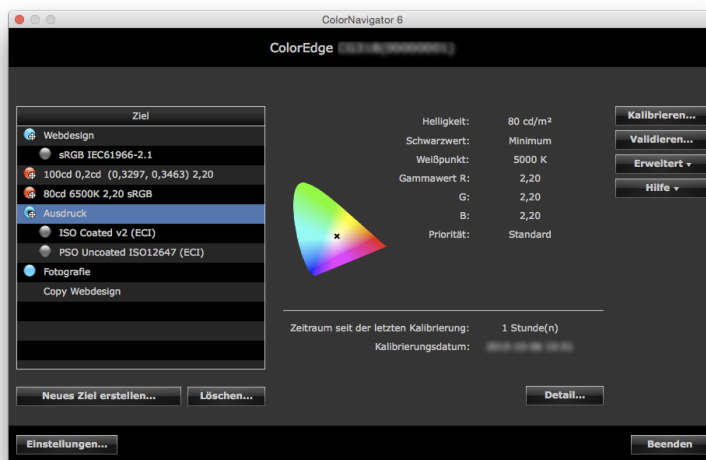 ColorNavigator 6
ColorEdge
Ziel
Webdesign
sRGB IEC61966-2.1
100cd 0,2cd (0,3297, 0,3463) 2,20
80cd 6500K 2,20 sRGB
Ausdruck
ISO Coated v2 (ECI)
PSO Uncoated ISO12647 (ECI)
Fotografie
Copy Webdesign
Neues Ziel erstellen... Löschen...
Helligkeit: 80 cd/m²
Schwarzwert: Minimum
Weißpunkt: 5000 K
Gammawert R: 2,20
G: 2,20
B: 2,20
Priorität: Standard
Zeitraum seit der letzten Kalibrierung: 1 Stunde(n)
Kalibrierungsdatum:
Detail...
Kalibrieren...
Validieren...
Erweitert
Hilfe
Einstellungen... Beenden